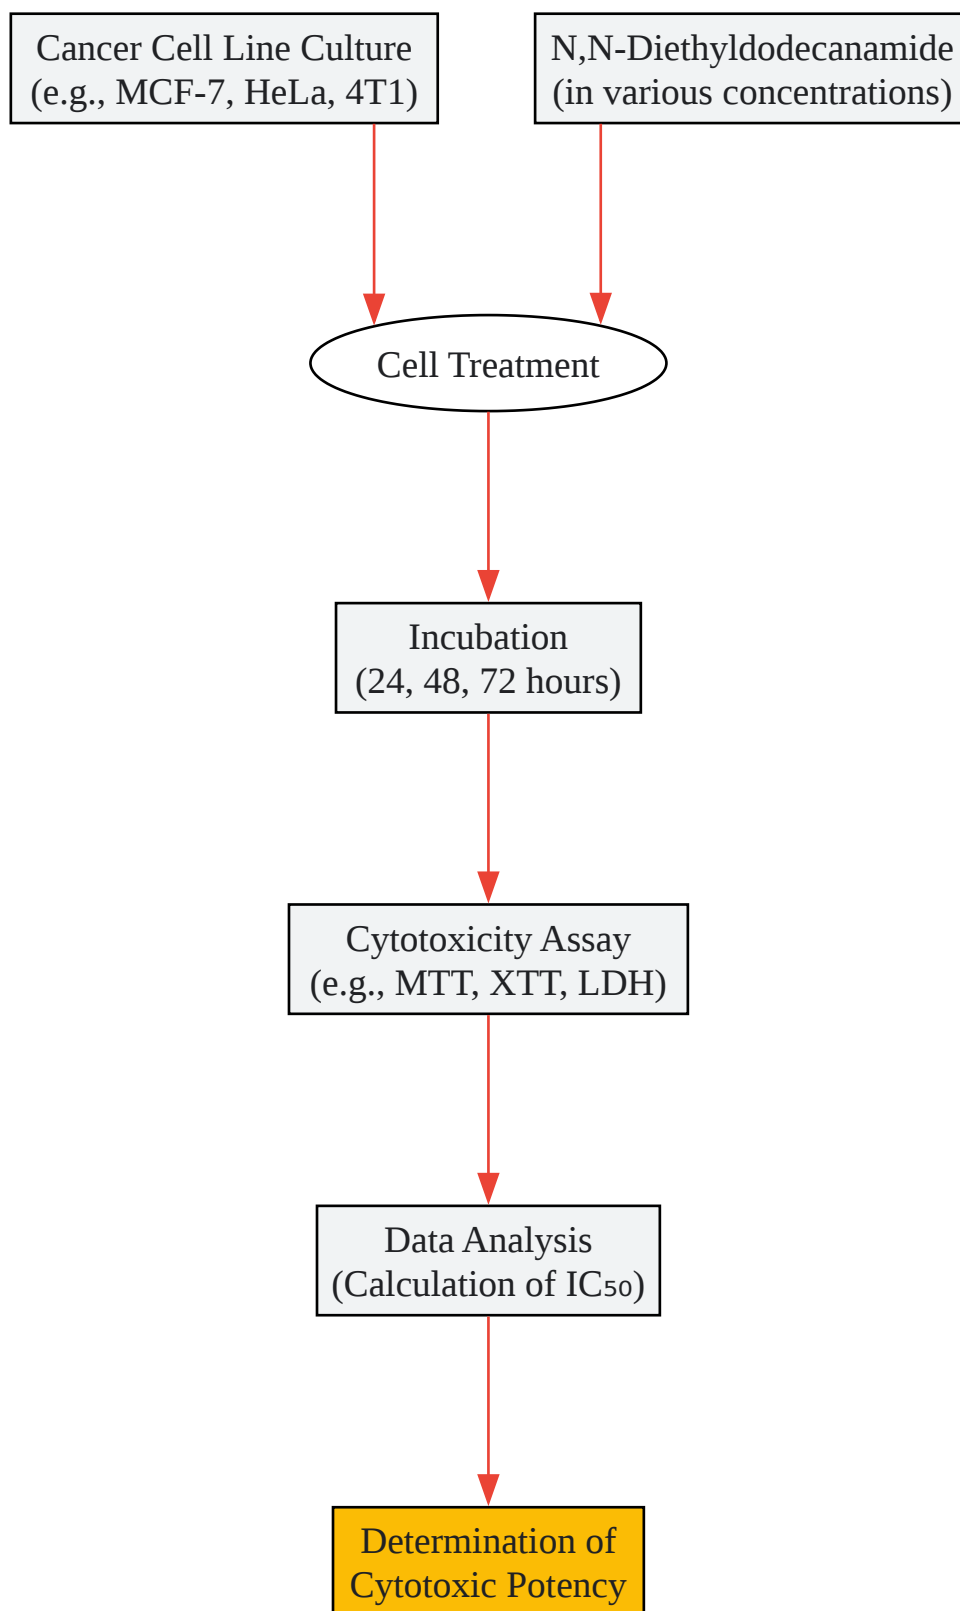 Cancer Cell Line Culture
(e.g., MCF-7, HeLa, 4T1)
N,N-Diethyldodecanamide
(in various concentrations)
Cell Treatment
Incubation
(24, 48, 72 hours)
Cytotoxicity Assay
(e.g., MTT, XTT, LDH)
Data Analysis
(Calculation of IC₅₀)
Determination of
Cytotoxic Potency